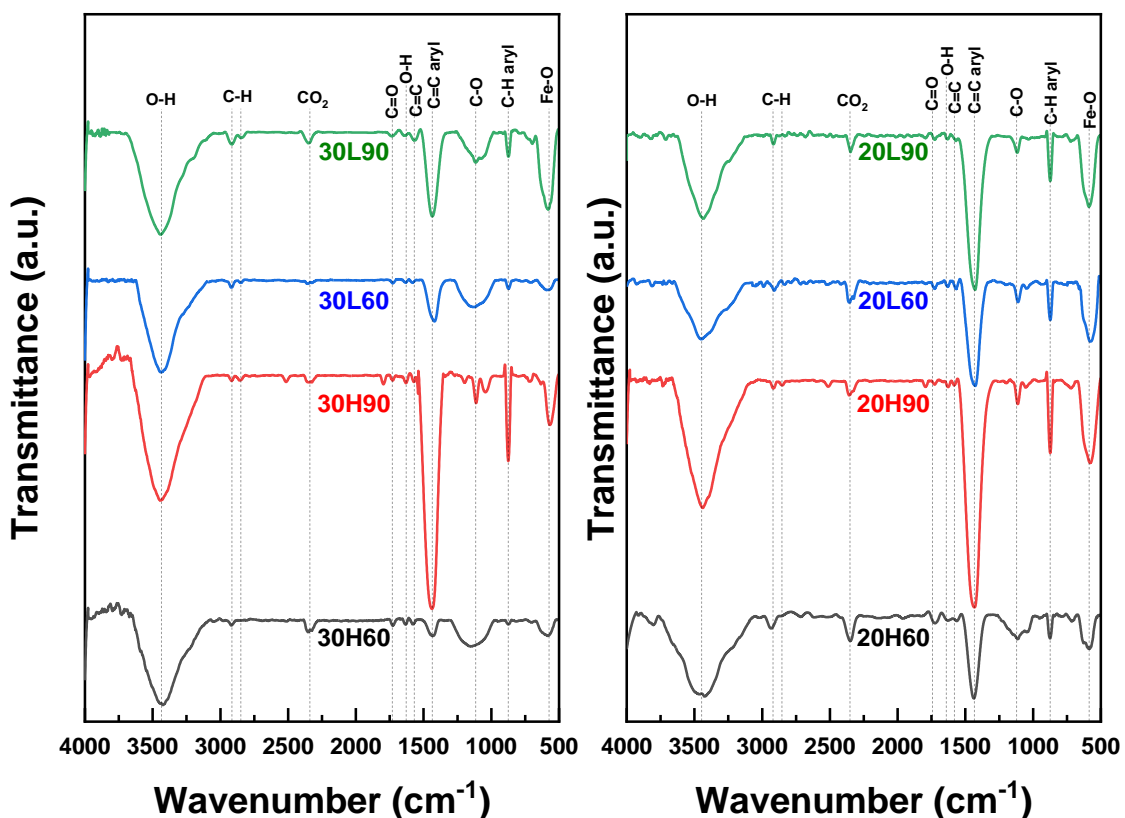 Transmittance (a.u.)
O-H
C-H
CO₂
C=O
O-H
C=C
C=C aryl
C-O
C-H aryl
Fe-O
30L90
30L60
30H90
30H60
4000 3500 3000 2500 2000 1500 1000 500
Wavenumber (cm⁻¹)
Transmittance (a.u.)
O-H
C-H
CO₂
C=O
C=C
O-H
C=C aryl
C-O
C-H aryl
Fe-O
20L90
20L60
20H90
20H60
4000 3500 3000 2500 2000 1500 1000 500
Wavenumber (cm⁻¹)